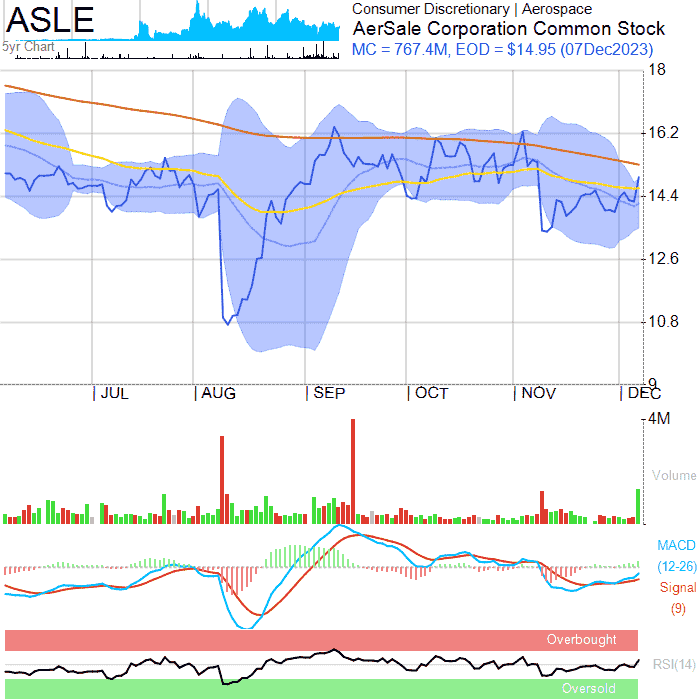 ASLE
5yr Chart
Consumer Discretionary | Aerospace
AerSale Corporation Common Stock
MC = 767.4M, EOD = $14.95 (07Dec2023)
18
16.2
14.4
12.6
10.8
9
JUL AUG SEP OCT NOV DEC
4M
Volume
MACD
(12-26)
Signal
(9)
Overbought
RSI(14)
Oversold